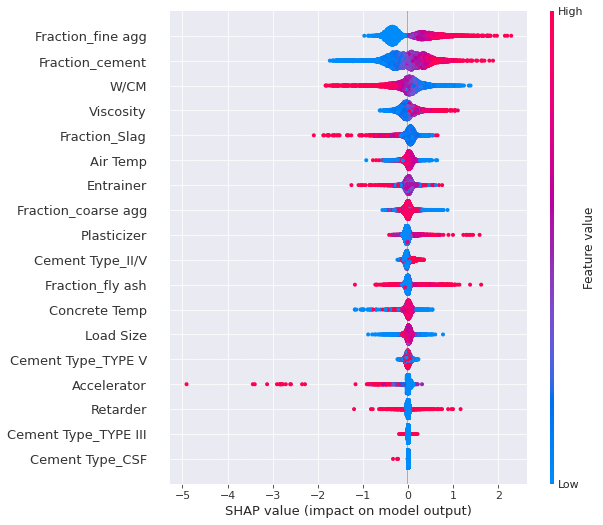 High
Fraction_fine agg
Fraction_cement
W/CM
Viscosity
Fraction_Slag
Air Temp
Entrainer
Fraction_coarse agg
Plasticizer
Cement Type_II/V
Fraction_fly ash
Concrete Temp
Load Size
Cement Type_TYPE V
Accelerator
Retarder
Cement Type_TYPE III
Cement Type_CSF
Feature value
Low
−5 −4 −3 −2 −1 0 1 2
SHAP value (impact on model output)